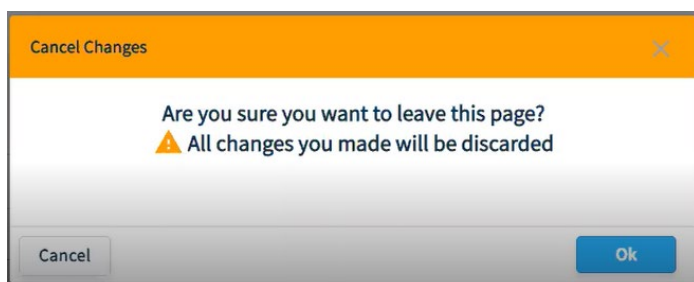 Cancel Changes
Are you sure you want to leave this page?
All changes you made will be discarded
Cancel
Ok